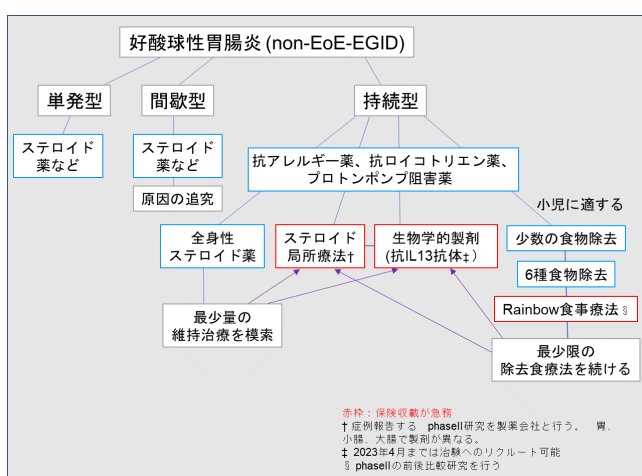 好酸球性胃腸炎 (non-EoE-EGID)
単発型
間歇型
持続型
ステロイド
薬など
ステロイド
薬など
原因の追究
抗アレルギー薬、抗ロイコトリエン薬、
プロトンポンプ阻害薬
小児に適する
全身性
ステロイド薬
ステロイド
局所療法†
生物学的製剤
(抗IL13抗体‡）
少数の食物除去
6種食物除去
Rainbow食事療法§
最少量の
維持治療を模索
最少限の
除去食療法を続ける
赤枠：保険収載が急務
† 症例報告する　phaseⅡ研究を製薬会社と行う。　胃、
小腸、大腸で製剤が異なる。
‡ 2023年4月までは治験へのリクルート可能
§ phaseⅡの前後比較研究を行う